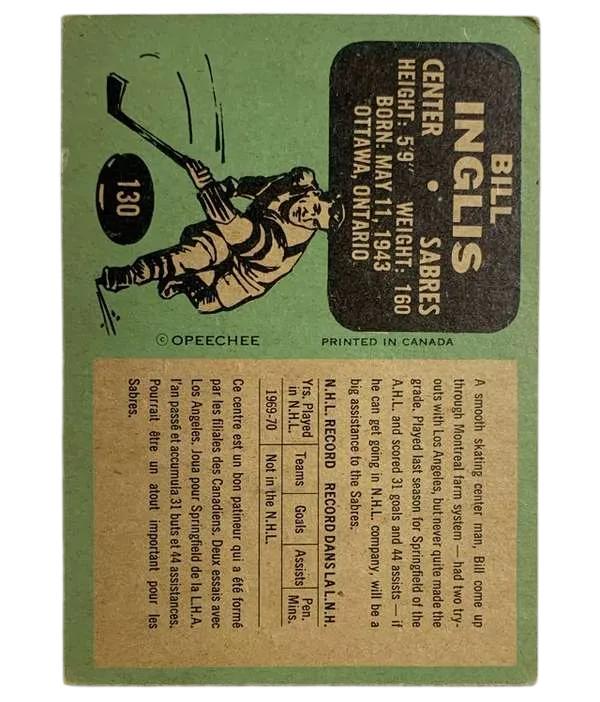 BILL
INGLIS
CENTER • SABRES
HEIGHT: 5'9" WEIGHT: 160
BORN: MAY 11, 1943
OTTAWA, ONTARIO
130
© OPEECHEE PRINTED IN CANADA
A smooth skating center man, Bill come up
through Montreal farm system — had two try-
outs with Los Angeles, but never quite made the
grade. Played last season for Springfield of the
A.H.L. and scored 31 goals and 44 assists — if
he can get going in N.H.L. company, will be a
big assistance to the Sabres.
N.H.L. RECORD RECORD DANS LA L.N.H.
Yrs. Played in N.H.L. Teams Goals Assists Pen. Mins.
1969-70 Not in the N.H.L.
Ce centre est un bon patineur qui a été formé
par les filiales des Canadiens. Deux essais avec
Los Angeles. Joua pour Springfield de la L.H.A.
l'an passé et accumula 31 buts et 44 assistances.
Pourrait être un atout important pour les
Sabres.